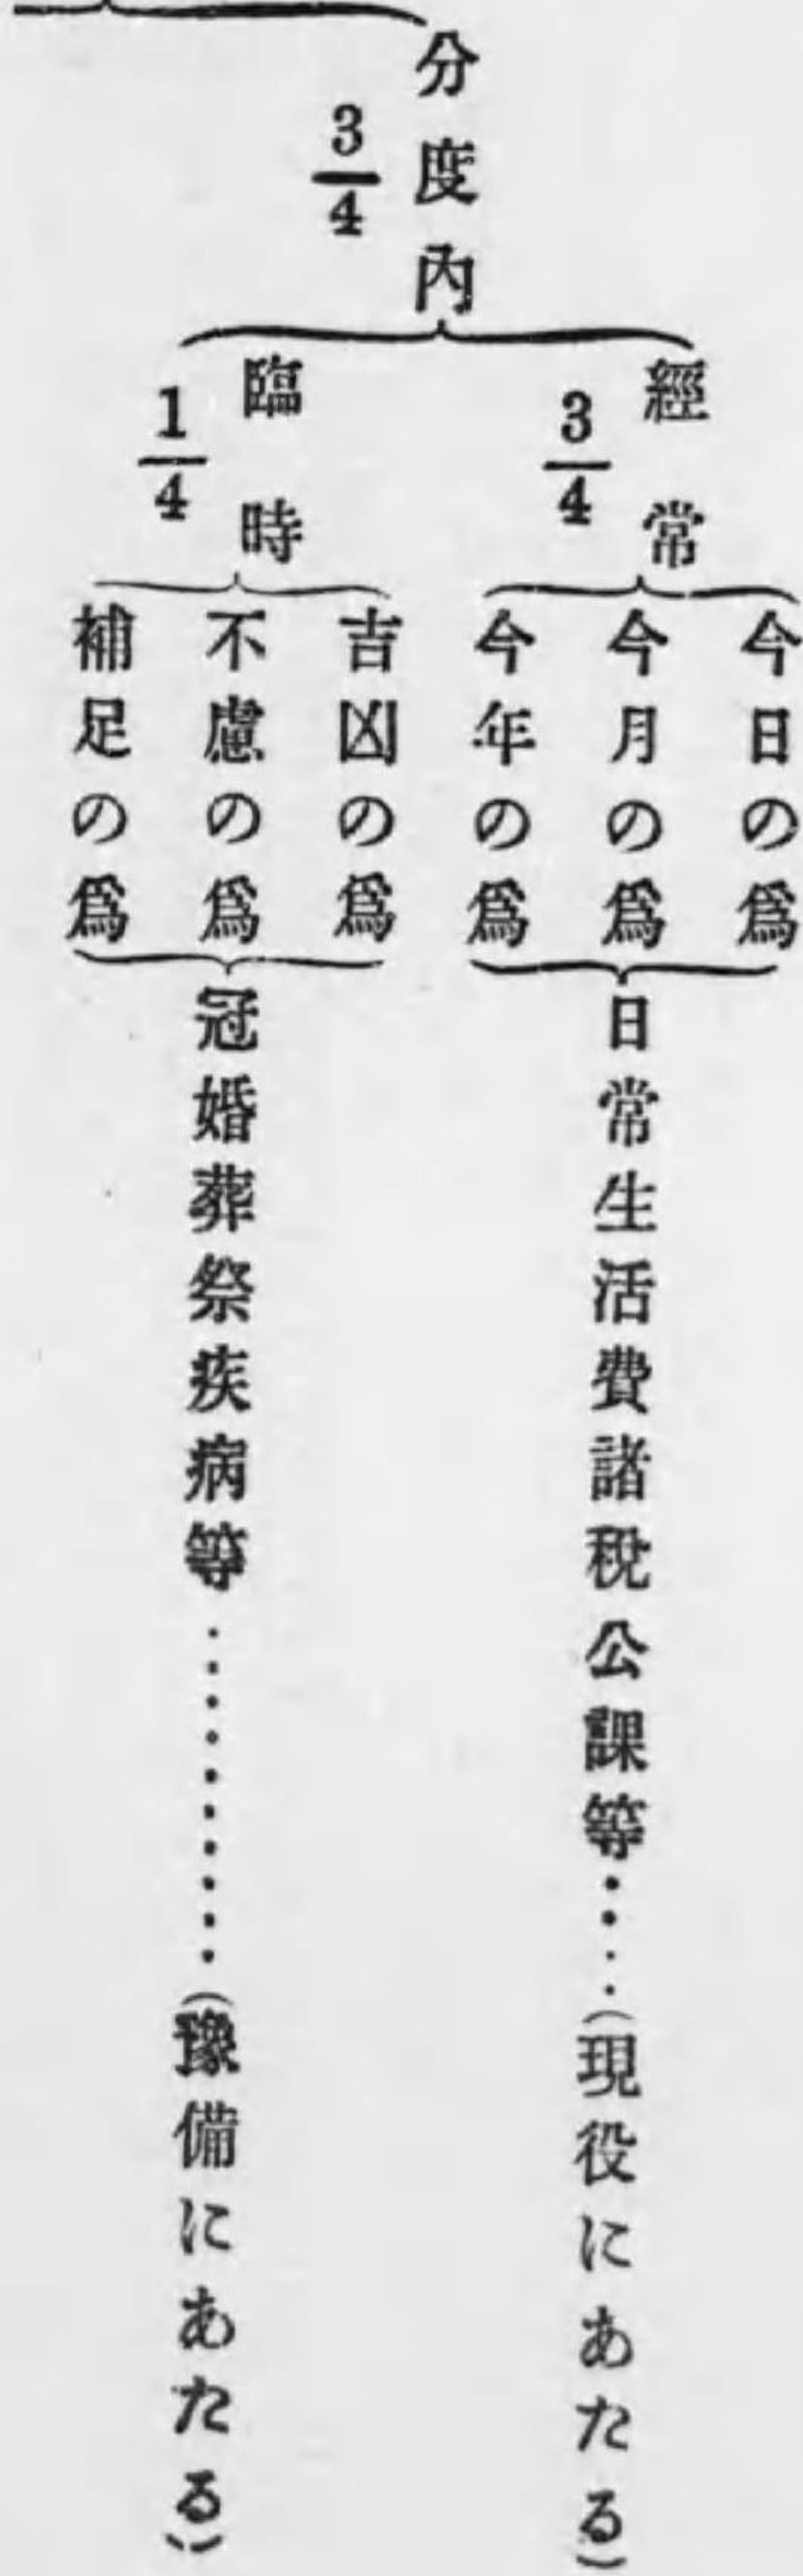 分度內
3/4
經常
3/4
今日の爲
今月の爲
今年の爲
日常生活費諸稅公課等‥‥(現役にあたる)
臨時
1/4
吉凶の爲
不慮の爲
補足の爲
冠婚葬祭疾病等‥‥‥‥‥(豫備にあたる)